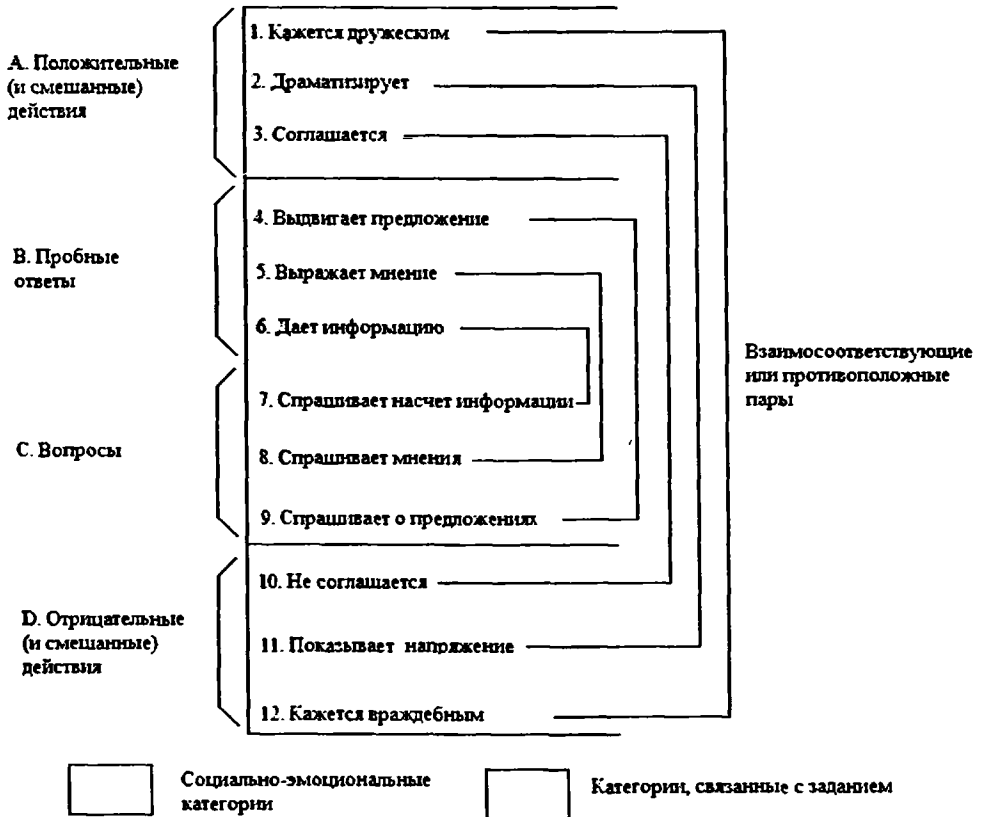 А. Положительные
(и смешанные)
действия
1. Кажется дружеским
2. Драматизирует
3. Соглашается
В. Пробные
ответы
4. Выдвигает предложение
5. Выражает мнение
6. Дает информацию
С. Вопросы
7. Спрашивает насчет информации
8. Спрашивает мнения
9. Спрашивает о предложениях
D. Отрицательные
(и смешанные)
действия
10. Не соглашается
11. Показывает напряжение
12. Кажется враждебным
Взаимосоответствующие
или противоположные
пары
Социально-эмоциональные
категории
Категории, связанные с заданием